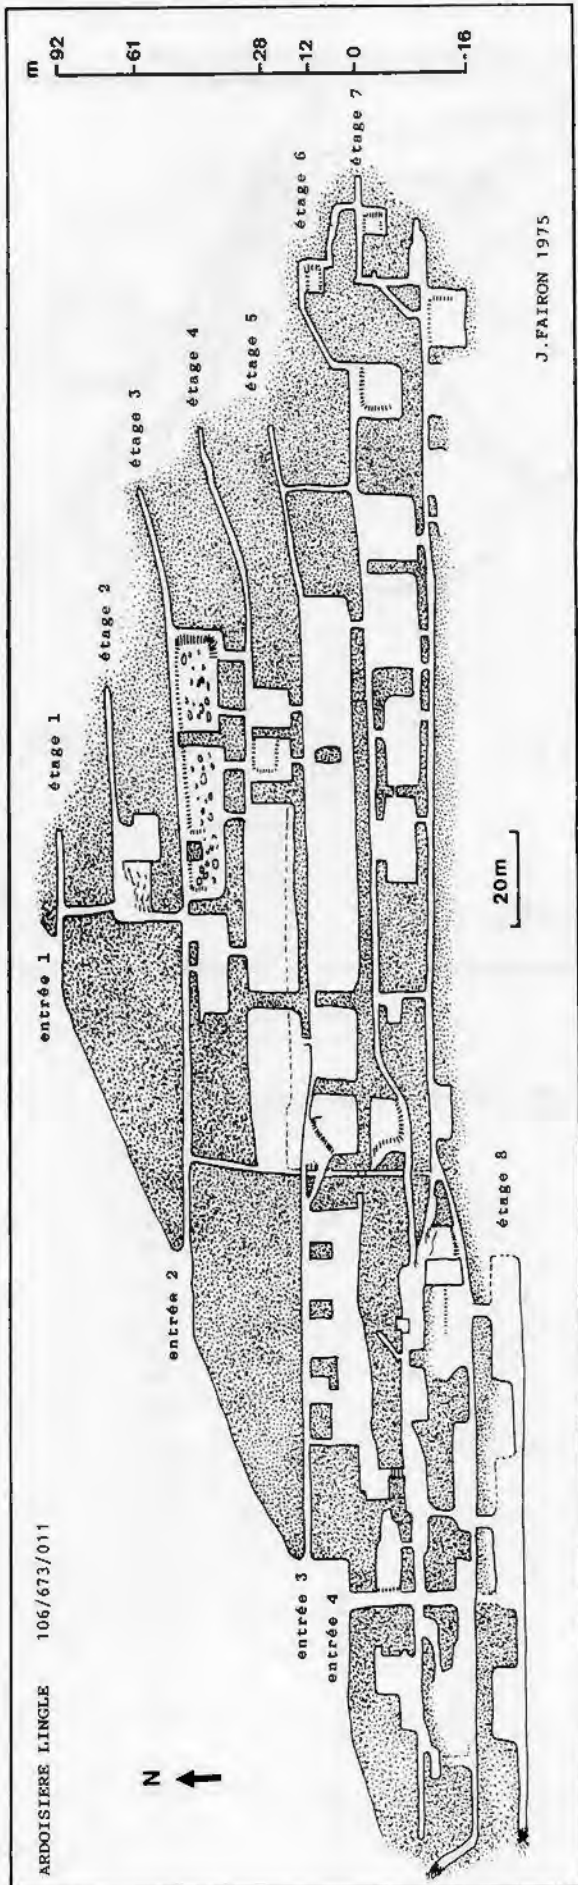 ARDOISIERE LINGLE 106/673/011
N
entrée 1
entrée 2
entrée 3
entrée 4
étage 1
étage 2
étage 3
étage 4
étage 5
étage 6
étage 7
étage 8
20m
m
-92
-61
-28
-12
0
-16
J.FAIRON 1975